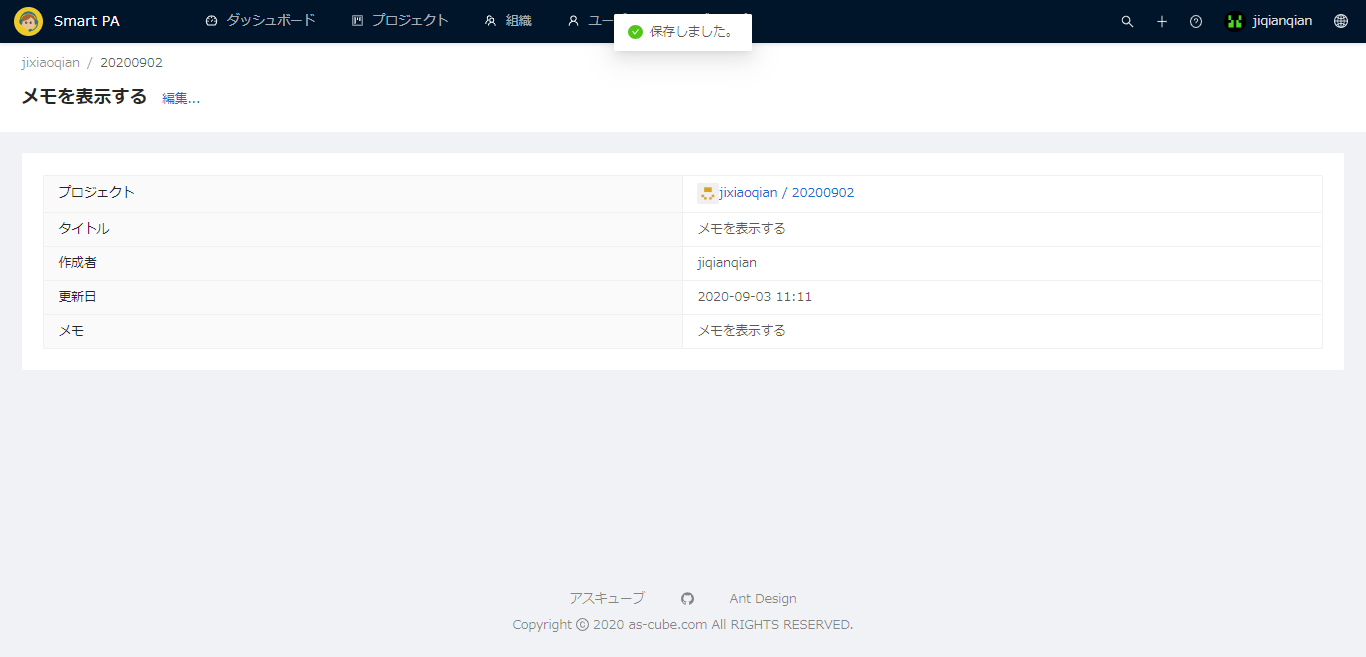 Smart PA ダッシュボード プロジェクト 組織 jiqianqian
保存しました。
jixiaoqian / 20200902
メモを表示する 編集...
プロジェクト jixiaoqian / 20200902
タイトル メモを表示する
作成者 jiqianqian
更新日 2020-09-03 11:11
メモ メモを表示する
アスキューブ Ant Design
Copyright © 2020 as-cube.com All RIGHTS RESERVED.